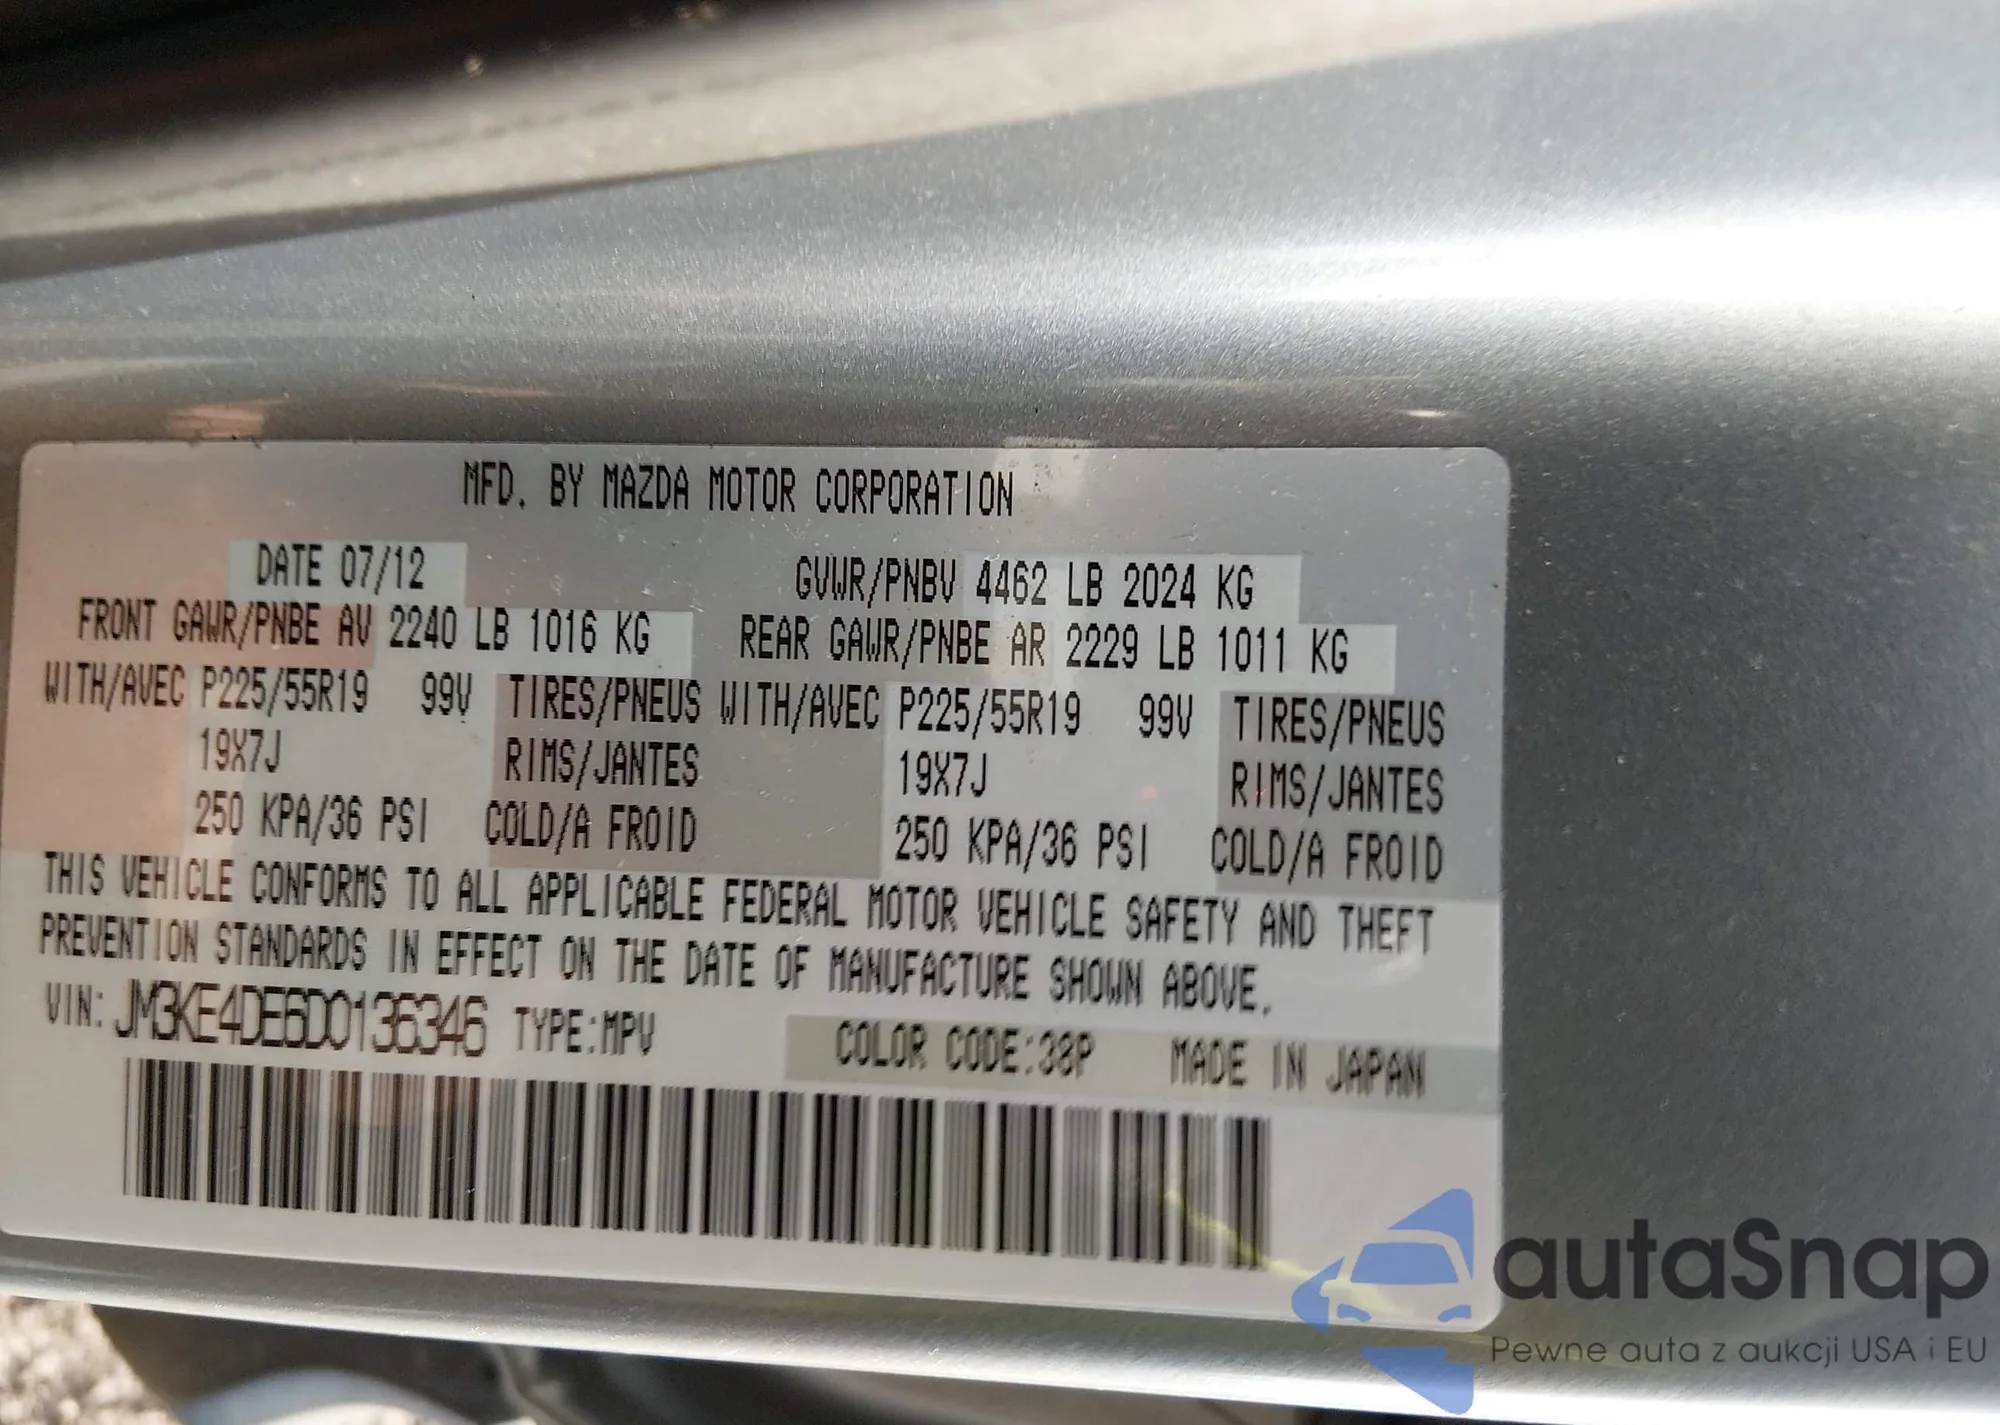 MFD. BY MAZDA MOTOR CORPORATION
DATE 07/12 GVWR/PNBV 4462 LB 2024 KG
FRONT GAWR/PNBE AV 2240 LB 1016 KG REAR GAWR/PNBE AR 2229 LB 1011 KG
WITH/AVEC P225/55R19 99V TIRES/PNEUS WITH/AVEC P225/55R19 99V TIRES/PNEUS
19X7J RIMS/JANTES 19X7J RIMS/JANTES
250 KPA/36 PSI COLD/A FROID 250 KPA/36 PSI COLD/A FROID
THIS VEHICLE CONFORMS TO ALL APPLICABLE FEDERAL MOTOR VEHICLE SAFETY AND THEFT
PREVENTION STANDARDS IN EFFECT ON THE DATE OF MANUFACTURE SHOWN ABOVE.
VIN: JM3KE4DE6D0136346 TYPE:MPV COLOR CODE:38P MADE IN JAPAN
autaSnap
Pewne auta z aukcji USA i EU